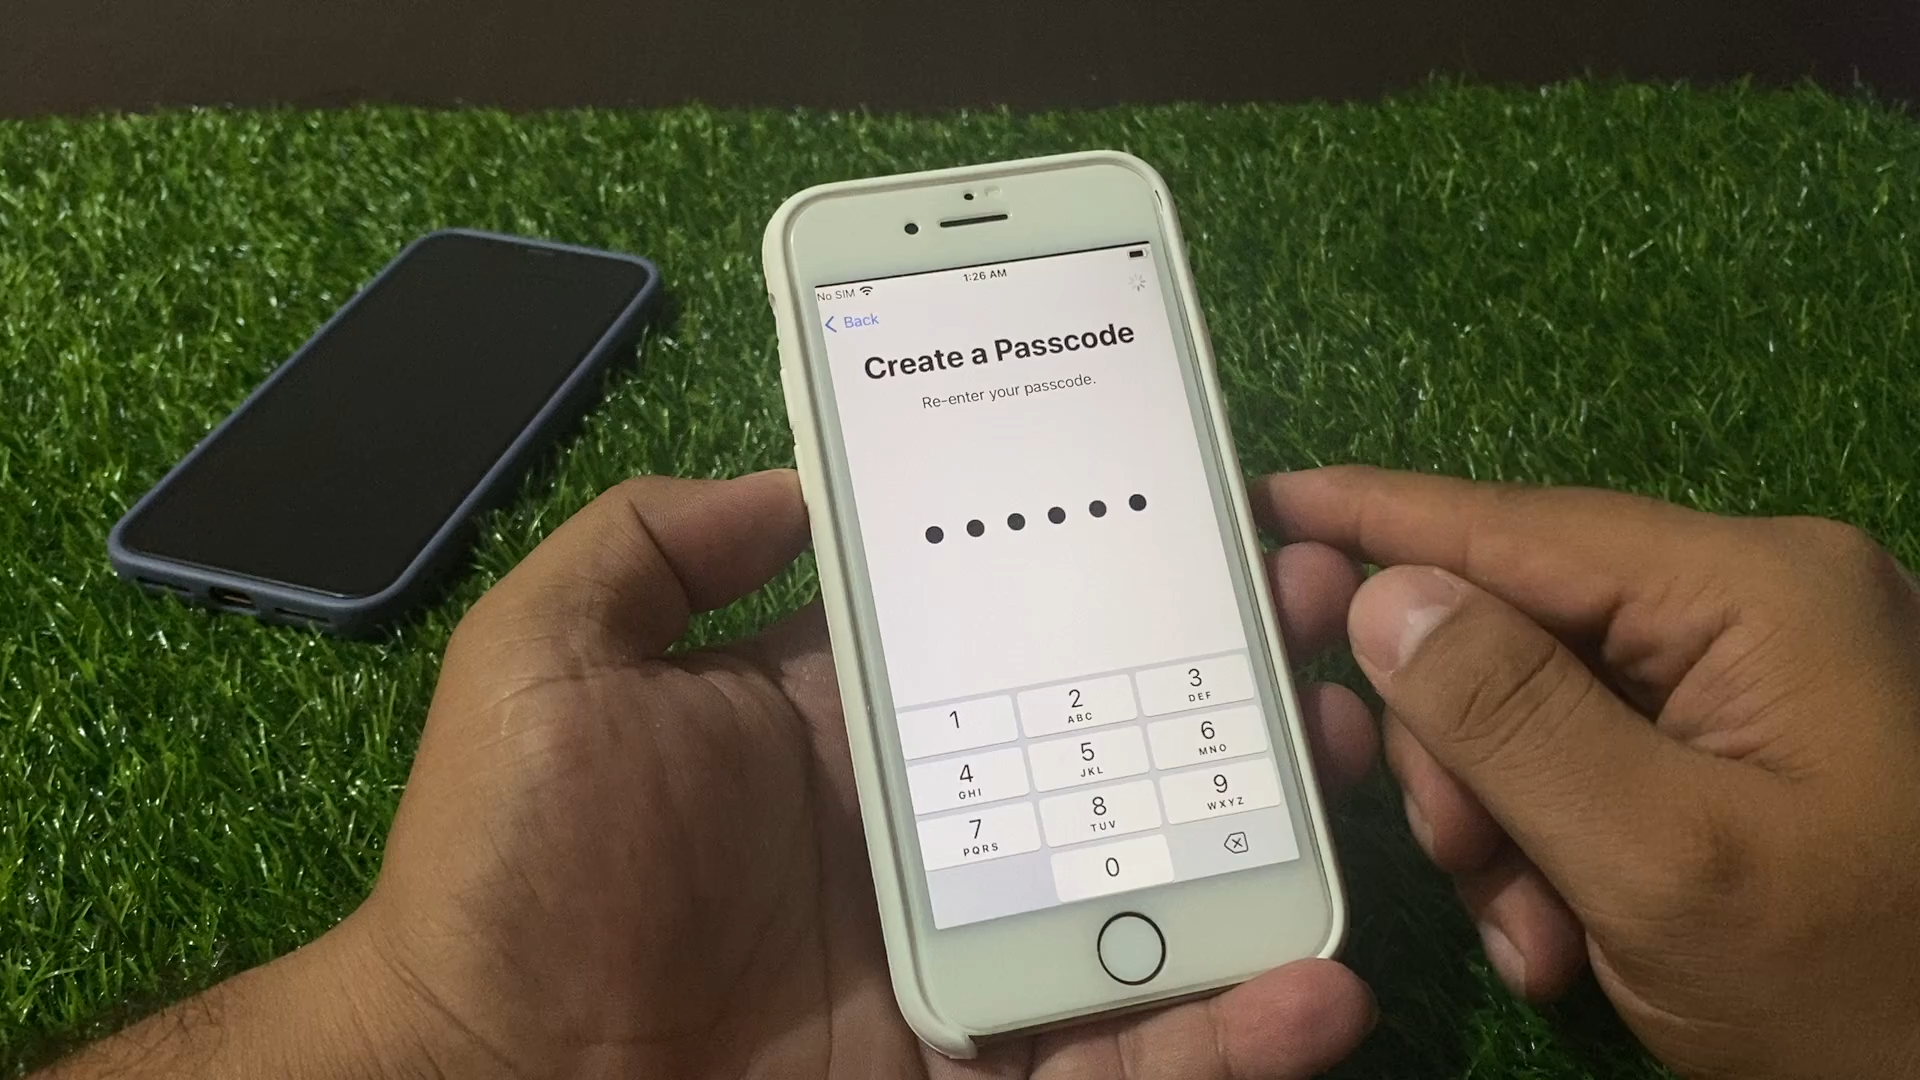 1:26 AM
No SIM
Back
Create a Passcode
Re-enter your passcode.
1
2
ABC
3
DEF
4
GHI
5
JKL
6
MNO
7
PQRS
8
TUV
9
WXYZ
0